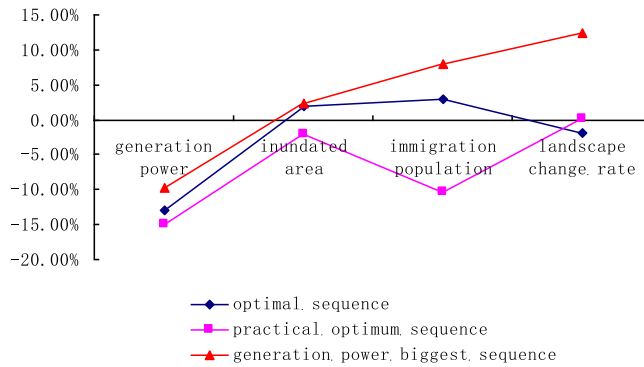 15.00%
10.00%
5.00%
0.00%
-5.00%
-10.00%
-15.00%
-20.00%
generation power
inundated area
immigration population
landscape change.rate
optimal.sequence
practical.optimum.sequence
generation.power.biggest.sequence